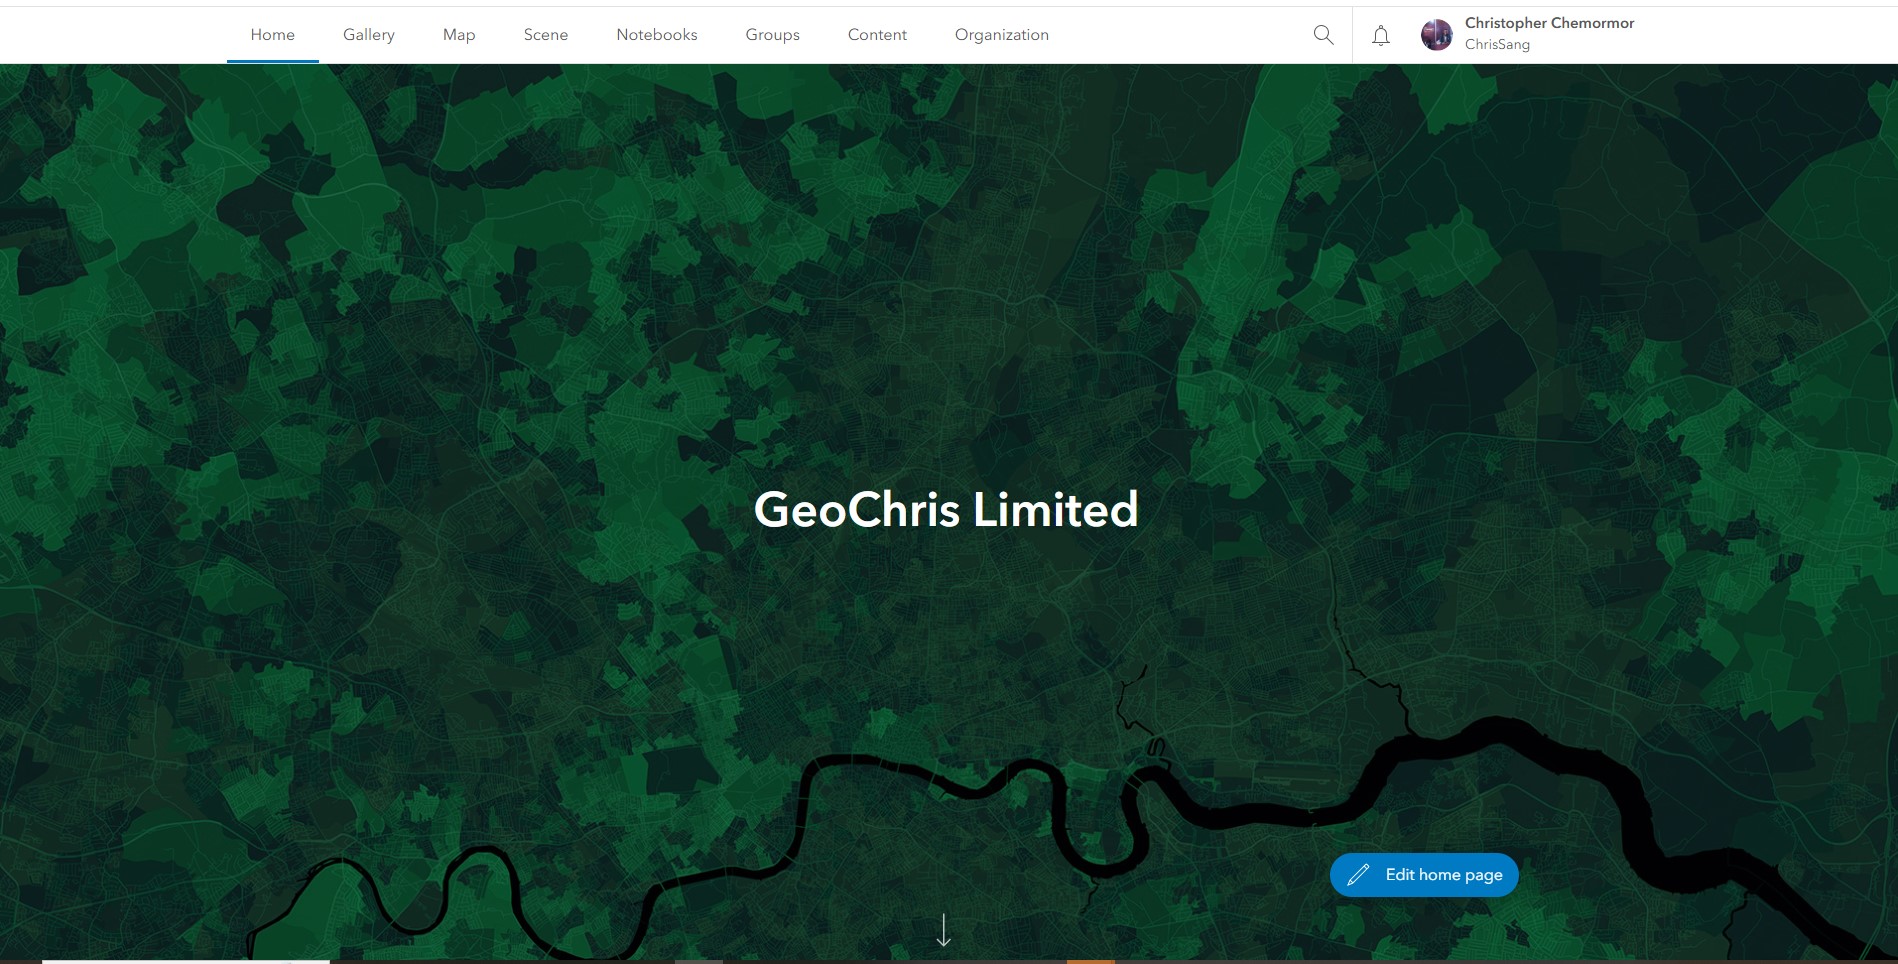 Home Gallery Map Scene Notebooks Groups Content Organization
Christopher Chemormor
ChrisSang
GeoChris Limited
Edit home page